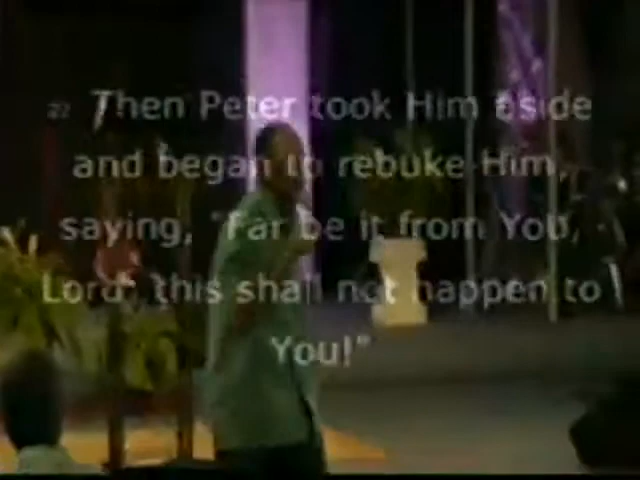 22 Then Peter took Him aside
and began to rebuke Him,
saying, "Far be it from You,
Lord; this shall not happen to
You!"